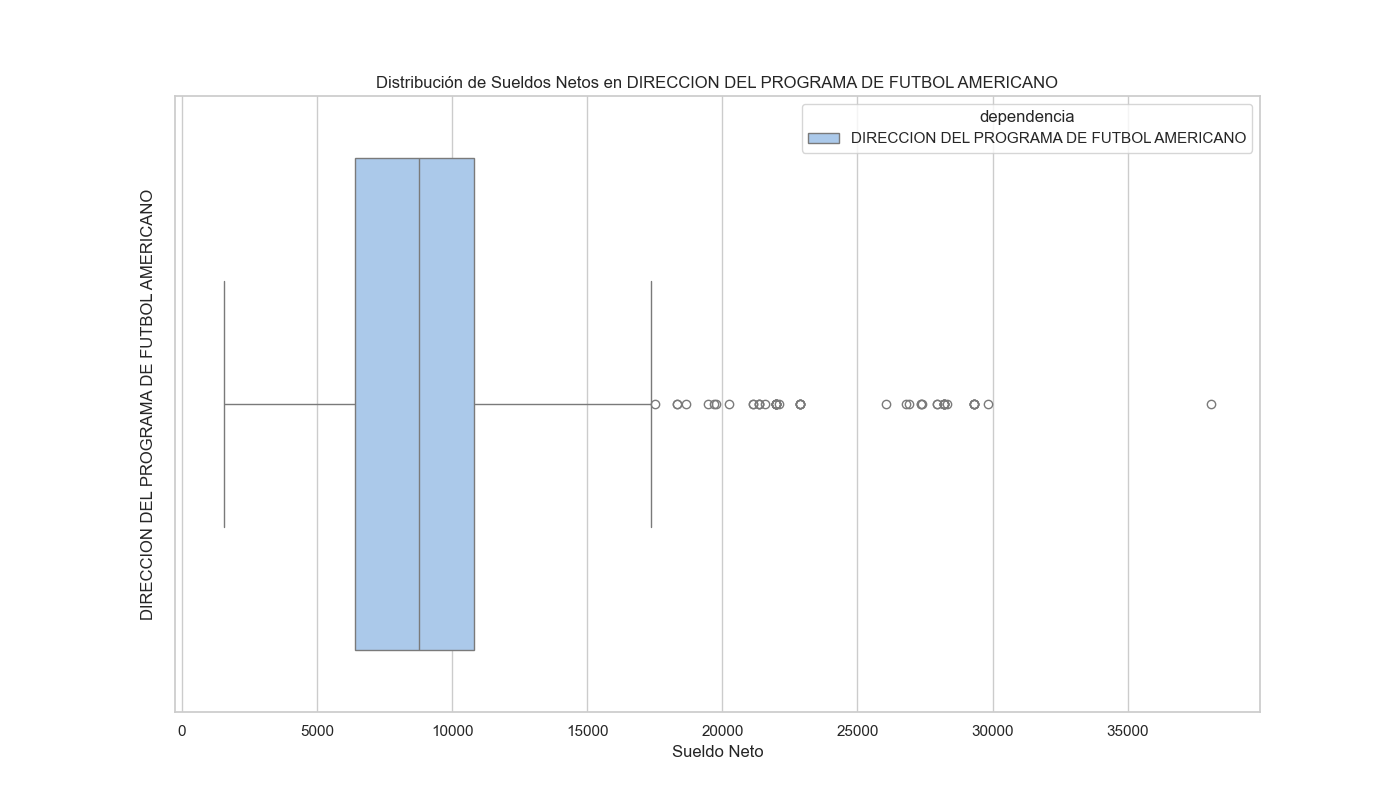 Distribución de Sueldos Netos en DIRECCION DEL PROGRAMA DE FUTBOL AMERICANO
dependencia
DIRECCION DEL PROGRAMA DE FUTBOL AMERICANO
DIRECCION DEL PROGRAMA DE FUTBOL AMERICANO
0 5000 10000 15000 20000 25000 30000 35000
Sueldo Neto